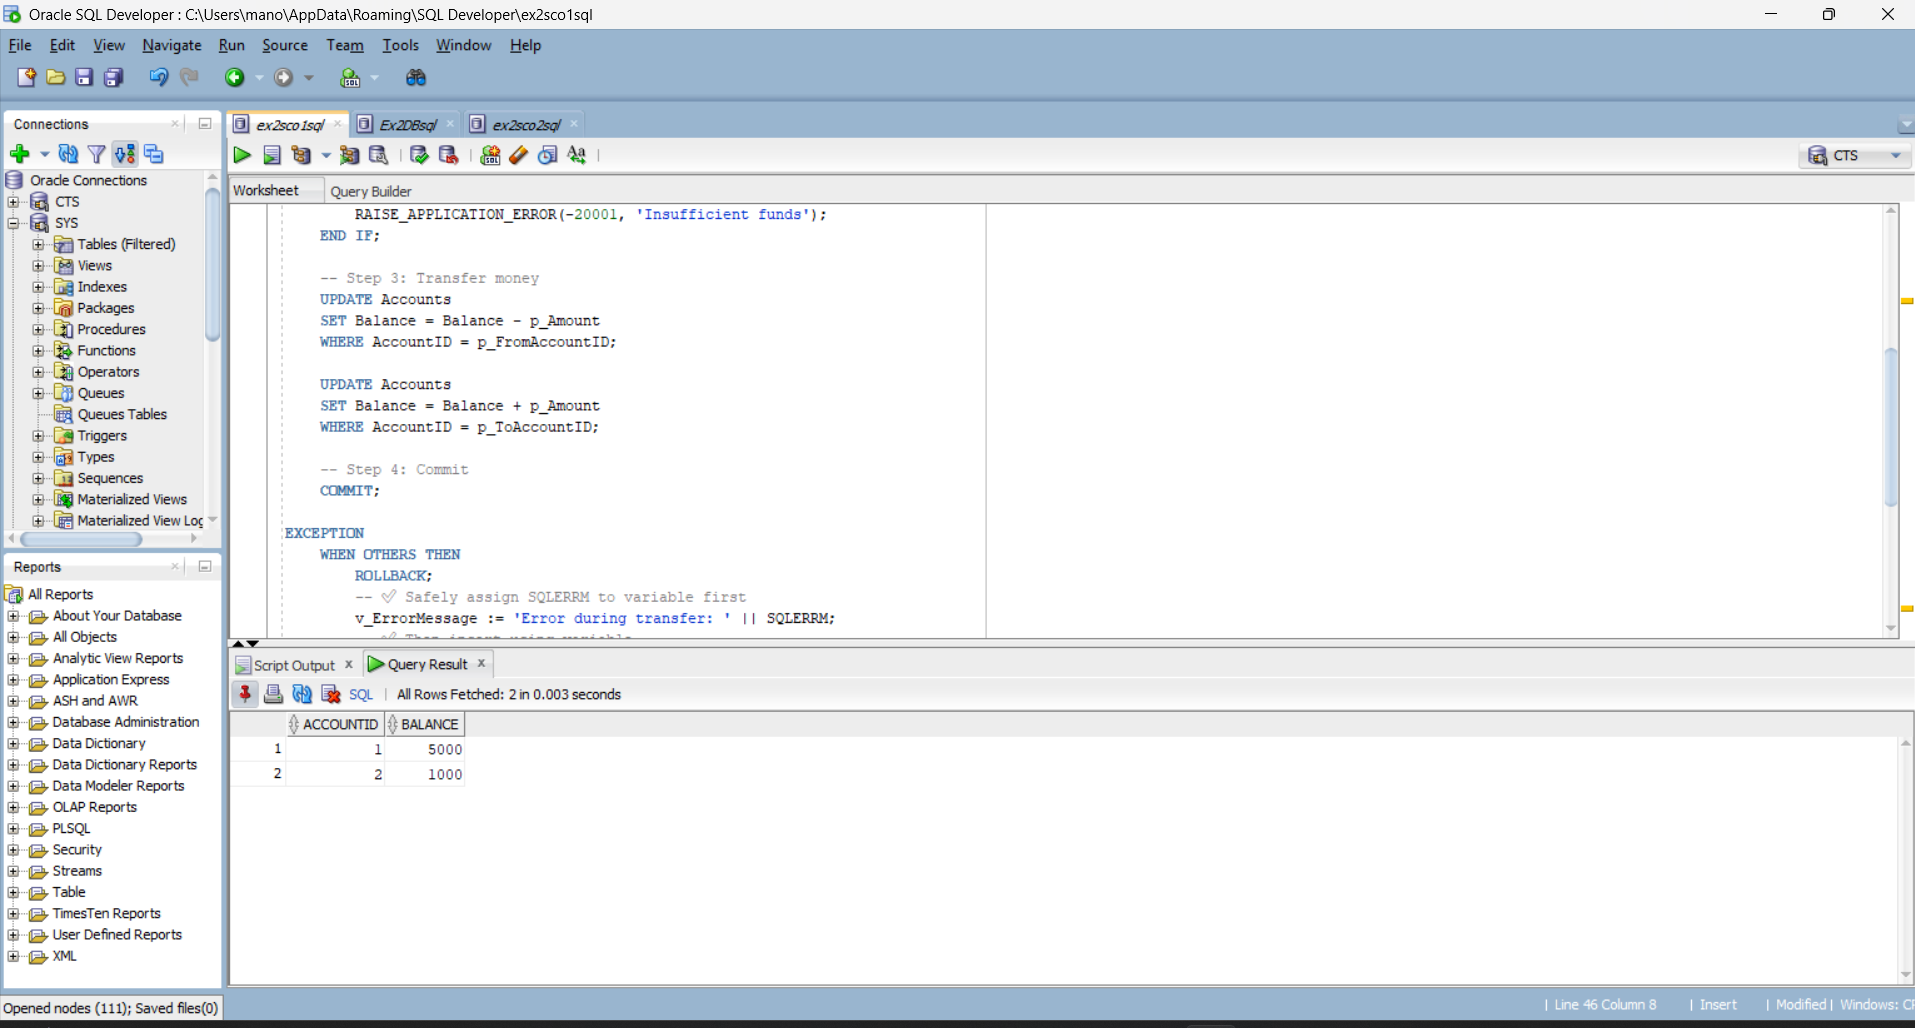 Oracle SQL Developer : C:\Users\mano\AppData\Roaming\SQL Developer\ex2sco1sql
File Edit View Navigate Run Source Team Tools Window Help
Connections
Oracle Connections
CTS
SYS
Tables (Filtered)
Views
Indexes
Packages
Procedures
Functions
Operators
Queues
Queues Tables
Triggers
Types
Sequences
Materialized Views
Materialized View Log
Reports
All Reports
About Your Database
All Objects
Analytic View Reports
Application Express
ASH and AWR
Database Administration
Data Dictionary
Data Dictionary Reports
Data Modeler Reports
OLAP Reports
PLSQL
Security
Streams
Table
TimesTen Reports
User Defined Reports
XML
ex2sco1sql Ex2DBsql ex2sco2sql
CTS
Worksheet Query Builder
RAISE_APPLICATION_ERROR(-20001, 'Insufficient funds');
END IF;
-- Step 3: Transfer money
UPDATE Accounts
SET Balance = Balance - p_Amount
WHERE AccountID = p_FromAccountID;
UPDATE Accounts
SET Balance = Balance + p_Amount
WHERE AccountID = p_ToAccountID;
-- Step 4: Commit
COMMIT;
EXCEPTION
WHEN OTHERS THEN
ROLLBACK;
-- ✅ Safely assign SQLERRM to variable first
v_ErrorMessage := 'Error during transfer: ' || SQLERRM;
Script Output Query Result
SQL All Rows Fetched: 2 in 0.003 seconds
ACCOUNTID BALANCE
1 1 5000
2 2 1000
Opened nodes (111); Saved files(0)
Line 46 Column 8 Insert Modified Windows: C